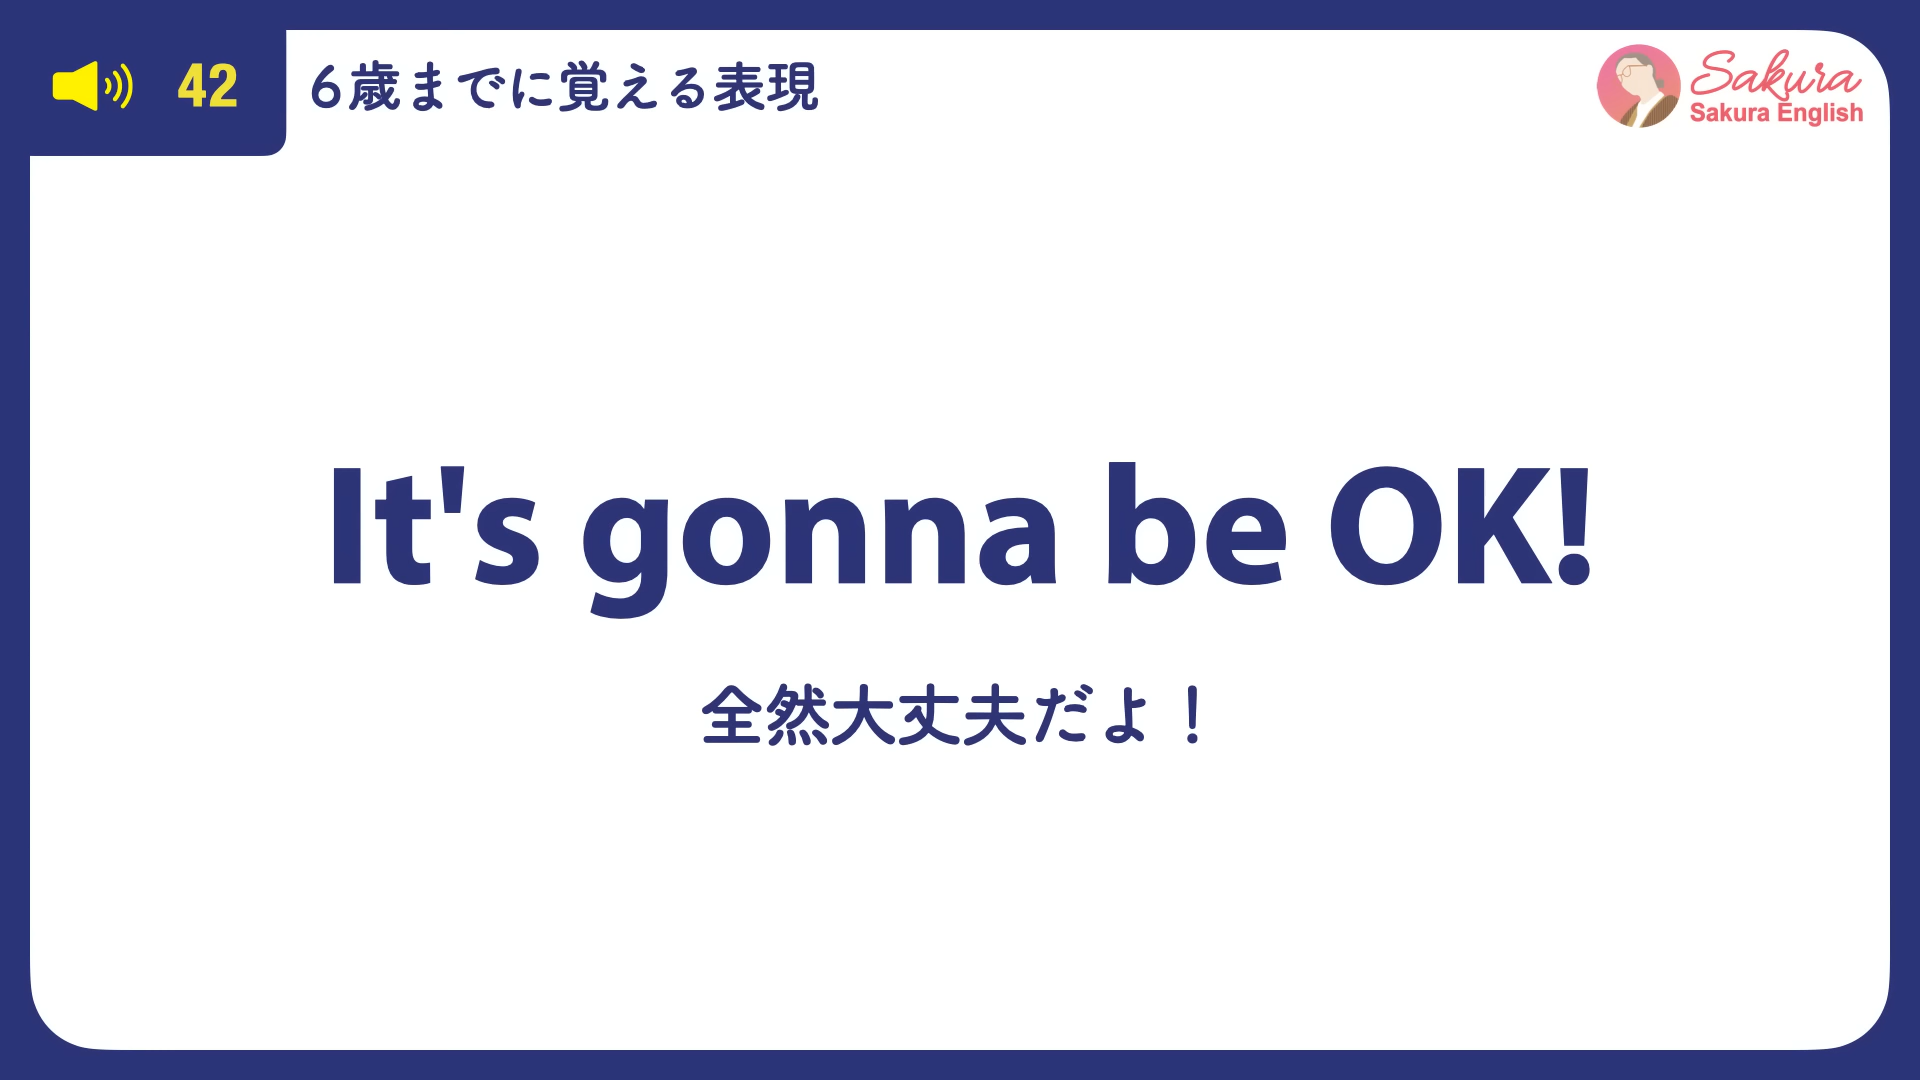 42
6歳までに覚える表現
Sakura
Sakura English
It's gonna be OK!
全然大丈夫だよ！